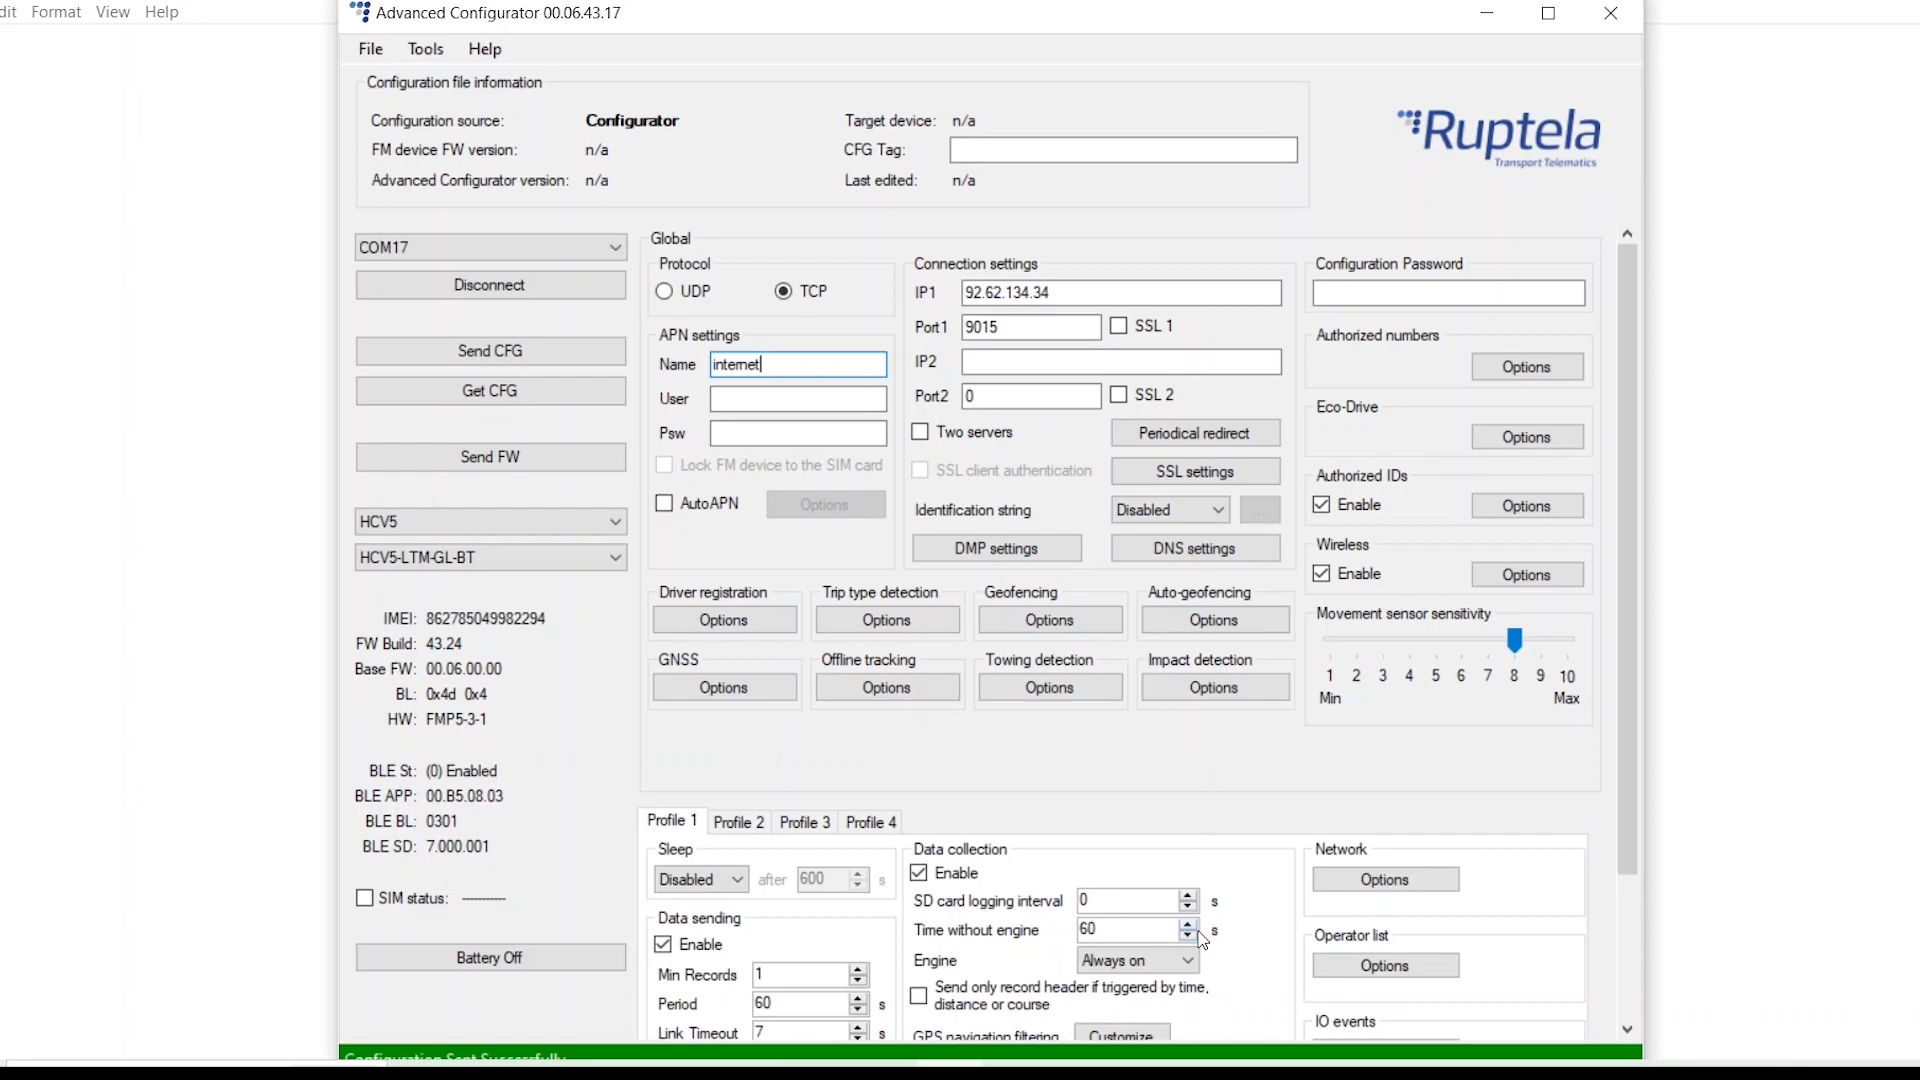 dit Format View Help
Advanced Configurator 00.06.43.17
File Tools Help
Configuration file information
Configuration source: Configurator Target device: n/a
FM device FW version: n/a CFG Tag:
Advanced Configurator version: n/a Last edited: n/a
Ruptela
Transport Telematics
COM17
Disconnect
Send CFG
Get CFG
Send FW
HCV5
HCV5-LTM-GL-BT
IMEI: 862785049982294
FW Build: 43.24
Base FW: 00.06.00.00
BL: 0x4d 0x4
HW: FMP5-3-1
BLE St: (0) Enabled
BLE APP: 00.B5.08.03
BLE BL: 0301
BLE SD: 7.000.001
SIM status: ----------
Battery Off
Global
Protocol
UDP TCP
APN settings
Name internet
User
Psw
Lock FM device to the SIM card
AutoAPN Options
Connection settings
IP1 92.62.134.34
Port1 9015 SSL 1
IP2
Port2 0 SSL 2
Two servers Periodical redirect
SSL client authentication SSL settings
Identification string Disabled ...
DMP settings DNS settings
Configuration Password
Authorized numbers
Options
Eco-Drive
Options
Authorized IDs
Enable Options
Wireless
Enable Options
Movement sensor sensitivity
1 2 3 4 5 6 7 8 9 10
Min Max
Driver registration Trip type detection Geofencing Auto-geofencing
Options Options Options Options
GNSS Offline tracking Towing detection Impact detection
Options Options Options Options
Profile 1 Profile 2 Profile 3 Profile 4
Sleep
Disabled after 600 s
Data sending
Enable
Min Records 1
Period 60 s
Link Timeout 7 s
Data collection
Enable
SD card logging interval 0 s
Time without engine 60 s
Engine Always on
Send only record header if triggered by time,
distance or course
GPS navigation filtering Customize
Network
Options
Operator list
Options
IO events
Configuration Sent Successfully